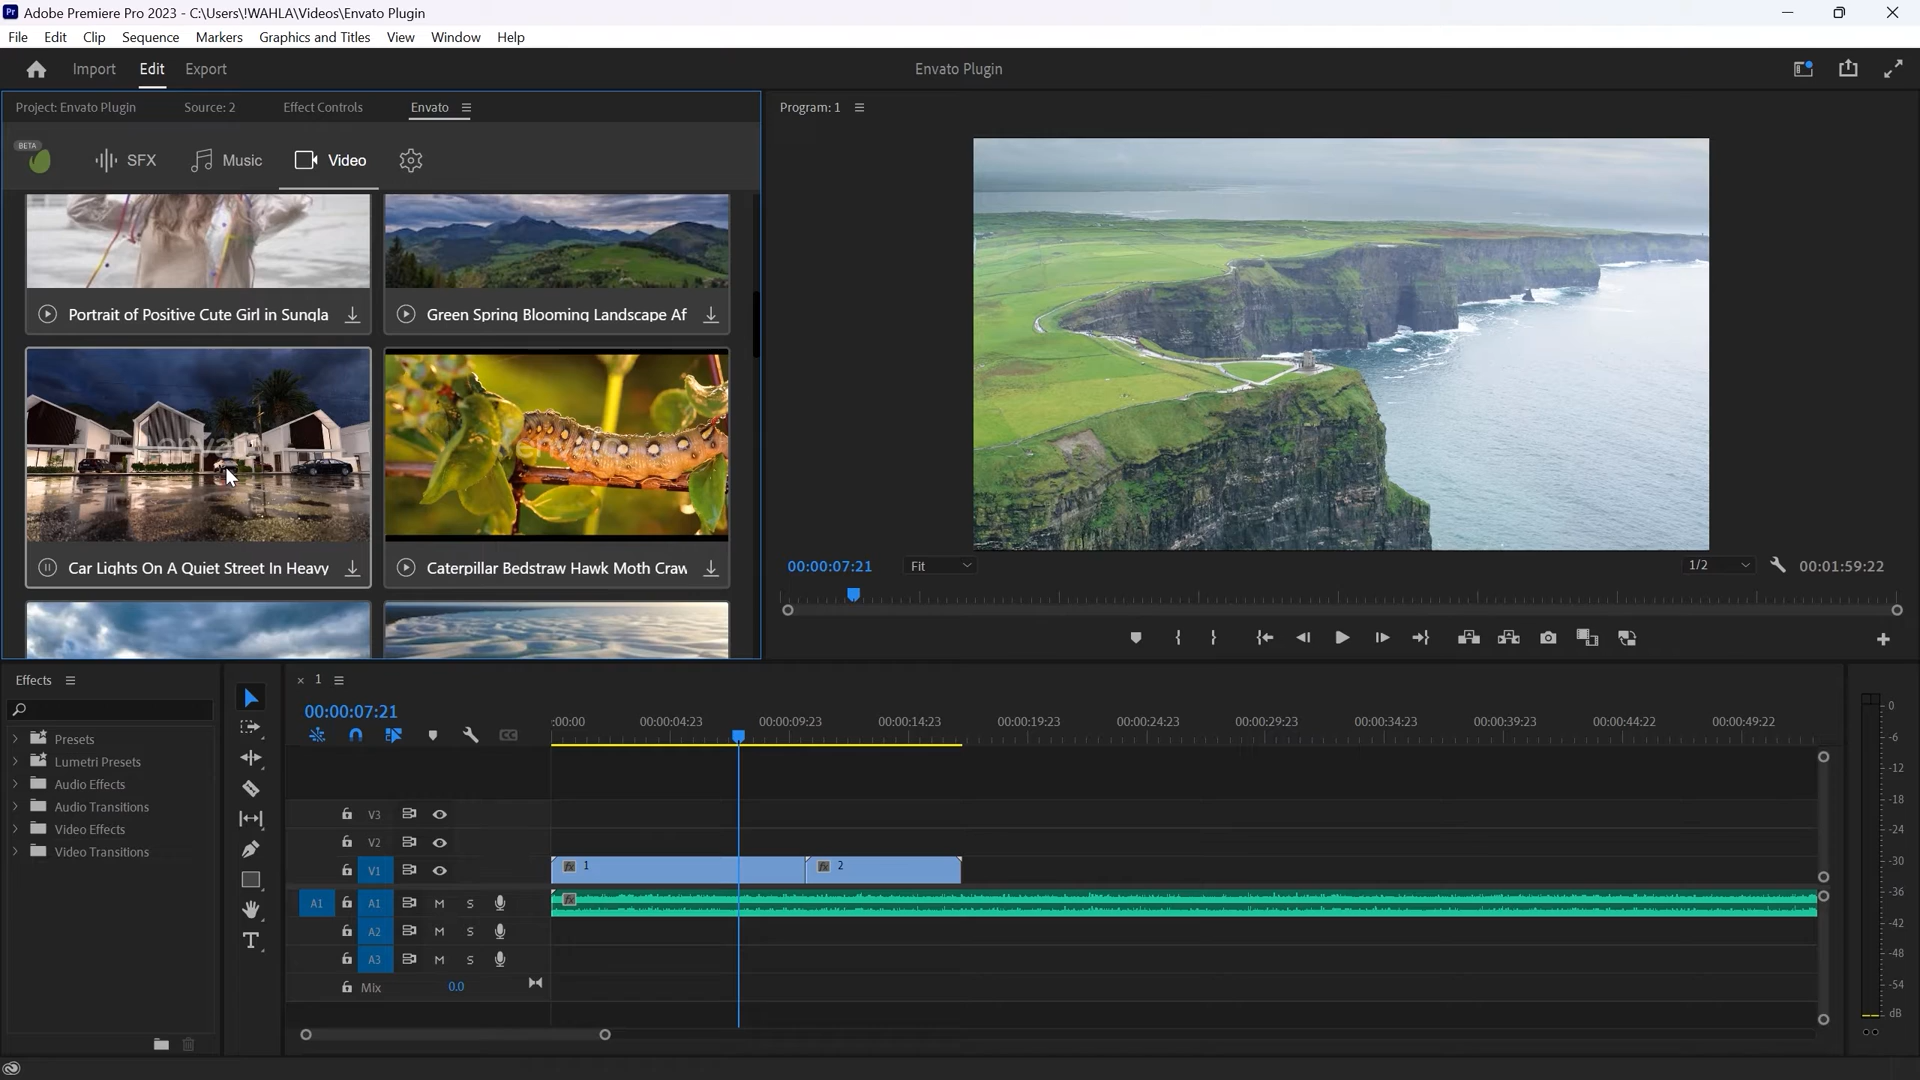 Pr Adobe Premiere Pro 2023 - C:\Users\!WAHLA\Videos\Envato Plugin
File Edit Clip Sequence Markers Graphics and Titles View Window Help
Import Edit Export Envato Plugin
Project: Envato Plugin Source: 2 Effect Controls Envato Program: 1
BETA SFX Music Video
Portrait of Positive Cute Girl in Sungla Green Spring Blooming Landscape Af
envato envato
Car Lights On A Quiet Street In Heavy Caterpillar Bedstraw Hawk Moth Craw
00:00:07:21 Fit 1/2 00:01:59:22
Effects
× 1
00:00:07:21
:00:00 00:00:04:23 00:00:09:23 00:00:14:23 00:00:19:23 00:00:24:23 00:00:29:23 00:00:34:23 00:00:39:23 00:00:44:22 00:00:49:22
Presets
Lumetri Presets
Audio Effects
Audio Transitions
Video Effects
Video Transitions
V3
V2
V1 fx 1 fx 2
A1 A1 M S fx
A2 M S
A3 M S
Mix 0.0
0
-6
-12
-18
-24
-30
-36
-42
-48
-54
dB